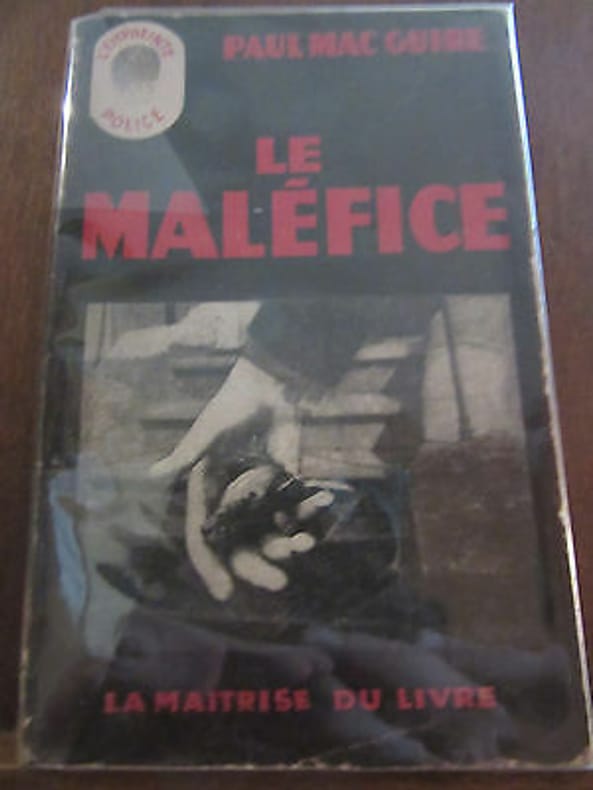 L'EMPREINTE
POLICE
PAUL MAC GUIRE
LE
MALÉFICE
LA MAITRISE DU LIVRE